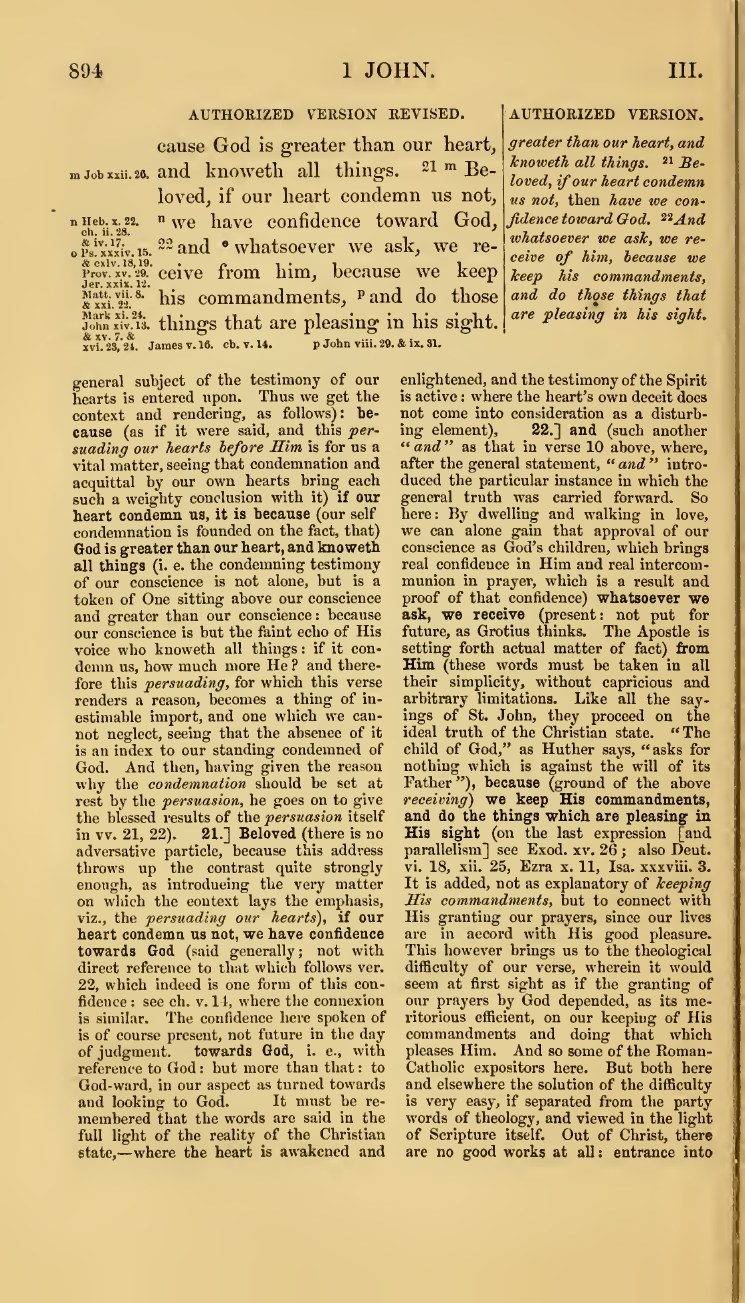 894
1 JOHN.
III.
AUTHORIZED VERSION REVISED.
cause God is greater than our heart,
m Job xxii. 26. and knoweth all things. 21 m Be-
loved, if our heart condemn us not,
n Heb. x. 22. n we have confidence toward God,
ch. ii. 28.
& iv. 17.
o Ps. xxxiv. 15. 22 and o whatsoever we ask, we re-
& cxlv. 18, 19.
Prov. xv. 29. ceive from him, because we keep
Jer. xxix. 12.
Matt. vii. 8. his commandments, p and do those
& xxi. 22.
Mark xi. 24.
John xiv. 13. things that are pleasing in his sight.
& xv. 7. &
xvi. 23, 24. James v. 16. ch. v. 14. p John viii. 29. & ix. 31.
AUTHORIZED VERSION.
greater than our heart, and
knoweth all things. 21 Be-
loved, if our heart condemn
us not, then have we con-
fidence toward God. 22 And
whatsoever we ask, we re-
ceive of him, because we
keep his commandments,
and do those things that
are pleasing in his sight.
general subject of the testimony of our
hearts is entered upon. Thus we get the
context and rendering, as follows): be-
cause (as if it were said, and this per-
suading our hearts before Him is for us a
vital matter, seeing that condemnation and
acquittal by our own hearts bring each
such a weighty conclusion with it) if our
heart condemn us, it is because (our self
condemnation is founded on the fact, that)
God is greater than our heart, and knoweth
all things (i. e. the condemning testimony
of our conscience is not alone, but is a
token of One sitting above our conscience
and greater than our conscience: because
our conscience is but the faint echo of His
voice who knoweth all things: if it con-
demn us, how much more He? and there-
fore this persuading, for which this verse
renders a reason, becomes a thing of in-
estimable import, and one which we can-
not neglect, seeing that the absence of it
is an index to our standing condemned of
God. And then, having given the reason
why the condemnation should be set at
rest by the persuasion, he goes on to give
the blessed results of the persuasion itself
in vv. 21, 22). 21.] Beloved (there is no
adversative particle, because this address
throws up the contrast quite strongly
enough, as introducing the very matter
on which the context lays the emphasis,
viz., the persuading our hearts), if our
heart condemn us not, we have confidence
towards God (said generally; not with
direct reference to that which follows ver.
22, which indeed is one form of this con-
fidence: see ch. v. 14, where the connexion
is similar. The confidence here spoken of
is of course present, not future in the day
of judgment. towards God, i. e., with
reference to God: but more than that: to
God-ward, in our aspect as turned towards
and looking to God. It must be re-
membered that the words are said in the
full light of the reality of the Christian
state,—where the heart is awakened and
enlightened, and the testimony of the Spirit
is active: where the heart's own deceit does
not come into consideration as a disturb-
ing element), 22.] and (such another
"and" as that in verse 10 above, where,
after the general statement, "and" intro-
duced the particular instance in which the
general truth was carried forward. So
here: By dwelling and walking in love,
we can alone gain that approval of our
conscience as God's children, which brings
real confidence in Him and real intercom-
munion in prayer, which is a result and
proof of that confidence) whatsoever we
ask, we receive (present: not put for
future, as Grotius thinks. The Apostle is
setting forth actual matter of fact) from
Him (these words must be taken in all
their simplicity, without capricious and
arbitrary limitations. Like all the say-
ings of St. John, they proceed on the
ideal truth of the Christian state. "The
child of God," as Huther says, "asks for
nothing which is against the will of its
Father"), because (ground of the above
receiving) we keep His commandments,
and do the things which are pleasing in
His sight (on the last expression [and
parallelism] see Exod. xv. 26; also Deut.
vi. 18, xii. 25, Ezra x. 11, Isa. xxxviii. 3.
It is added, not as explanatory of keeping
His commandments, but to connect with
His granting our prayers, since our lives
are in accord with His good pleasure.
This however brings us to the theological
difficulty of our verse, wherein it would
seem at first sight as if the granting of
our prayers by God depended, as its me-
ritorious efficient, on our keeping of His
commandments and doing that which
pleases Him. And so some of the Roman-
Catholic expositors here. But both here
and elsewhere the solution of the difficulty
is very easy, if separated from the party
words of theology, and viewed in the light
of Scripture itself. Out of Christ, there
are no good works at all: entrance into